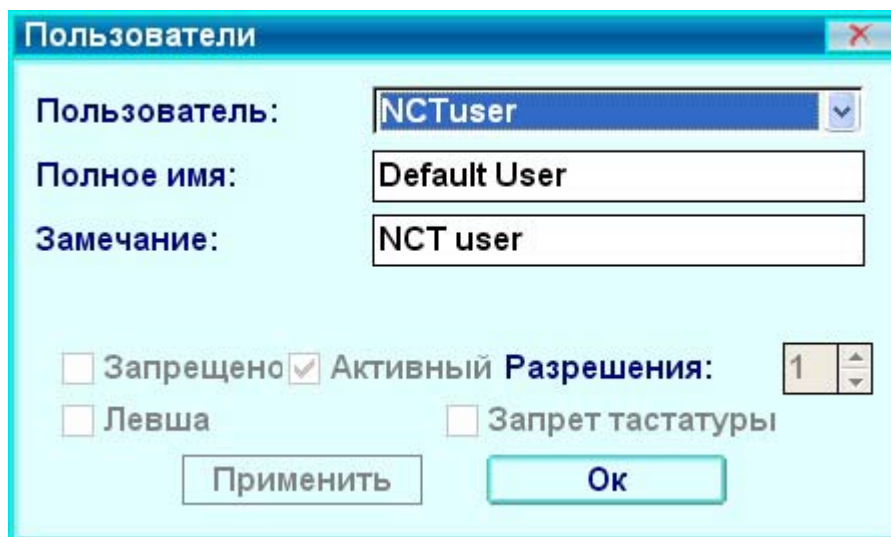 Пользователи
Пользователь: NCTuser
Полное имя: Default User
Замечание: NCT user
Запрещено Активный Разрешения: 1
Левша Запрет тастатуры
Применить Ок